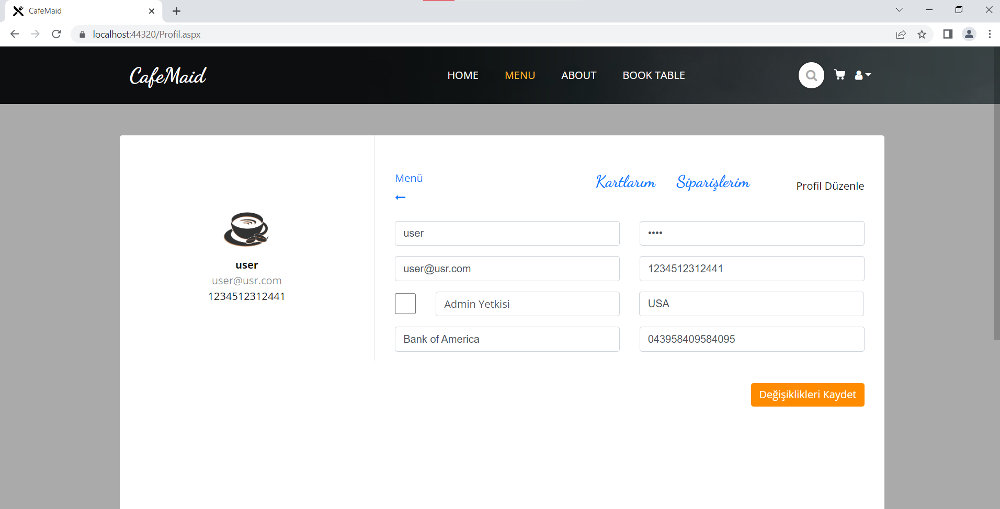 CafeMaid
localhost:44320/Profil.aspx
CafeMaid
HOME MENU ABOUT BOOK TABLE
Menü
Kartlarım Siparişlerim Profil Düzenle
user
user@usr.com
1234512312441
user ••••
user@usr.com 1234512312441
Admin Yetkisi USA
Bank of America 043958409584095
Değişiklikleri Kaydet